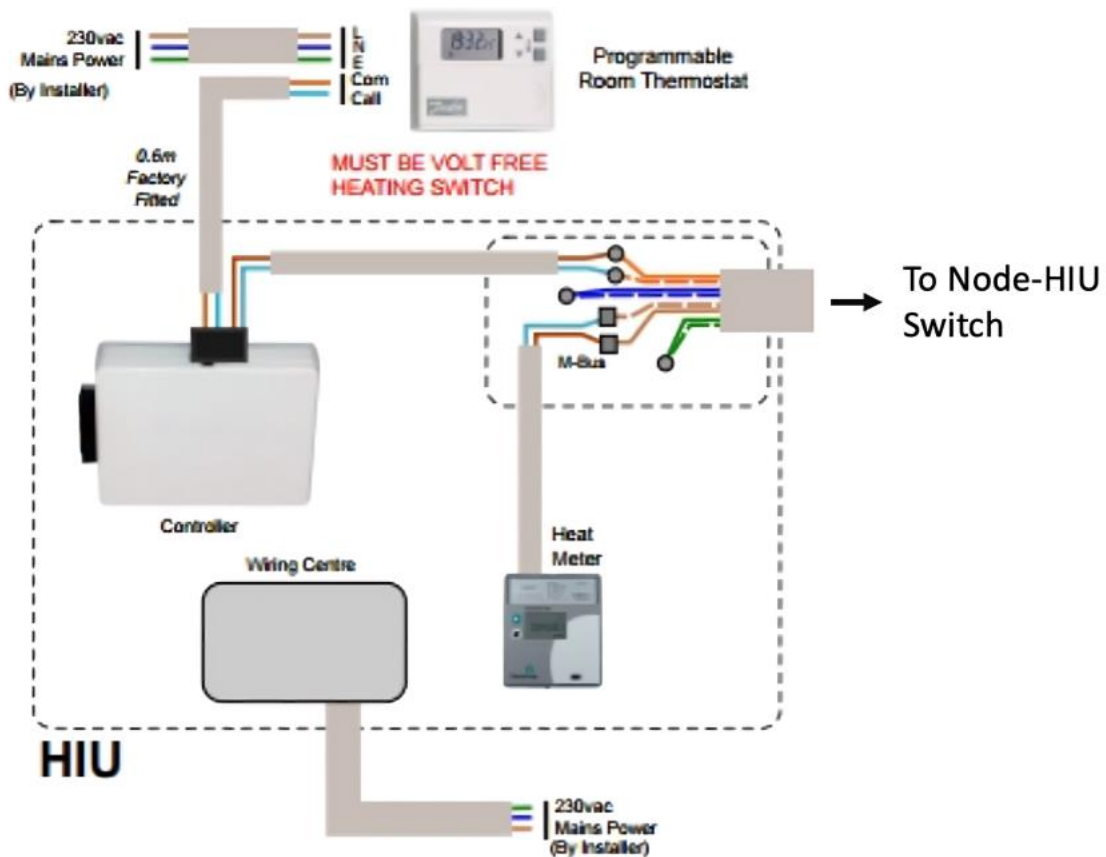 230vac
Mains Power
(By Installer)
L
N
E
Com
Call
Programmable
Room Thermostat
0.6m
Factory
Fitted
MUST BE VOLT FREE
HEATING SWITCH
To Node-HIU
Switch
M-Bus
Controller
Heat
Meter
Wiring Centre
HIU
230vac
Mains Power
(By Installer)